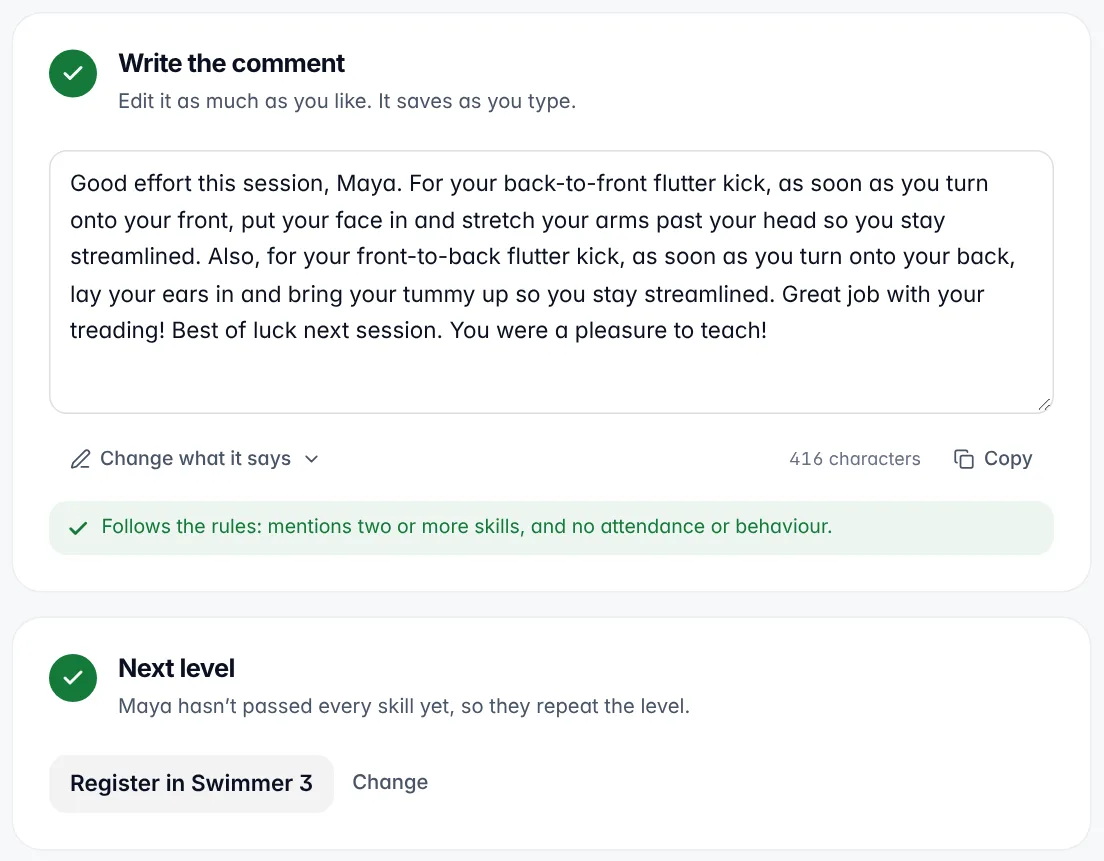 Write the comment
Edit it as much as you like. It saves as you type.
Good effort this session, Maya. For your back-to-front flutter kick, as soon as you turn
onto your front, put your face in and stretch your arms past your head so you stay
streamlined. Also, for your front-to-back flutter kick, as soon as you turn onto your back,
lay your ears in and bring your tummy up so you stay streamlined. Great job with your
treading! Best of luck next session. You were a pleasure to teach!
Change what it says
416 characters
Copy
Follows the rules: mentions two or more skills, and no attendance or behaviour.
Next level
Maya hasn’t passed every skill yet, so they repeat the level.
Register in Swimmer 3
Change